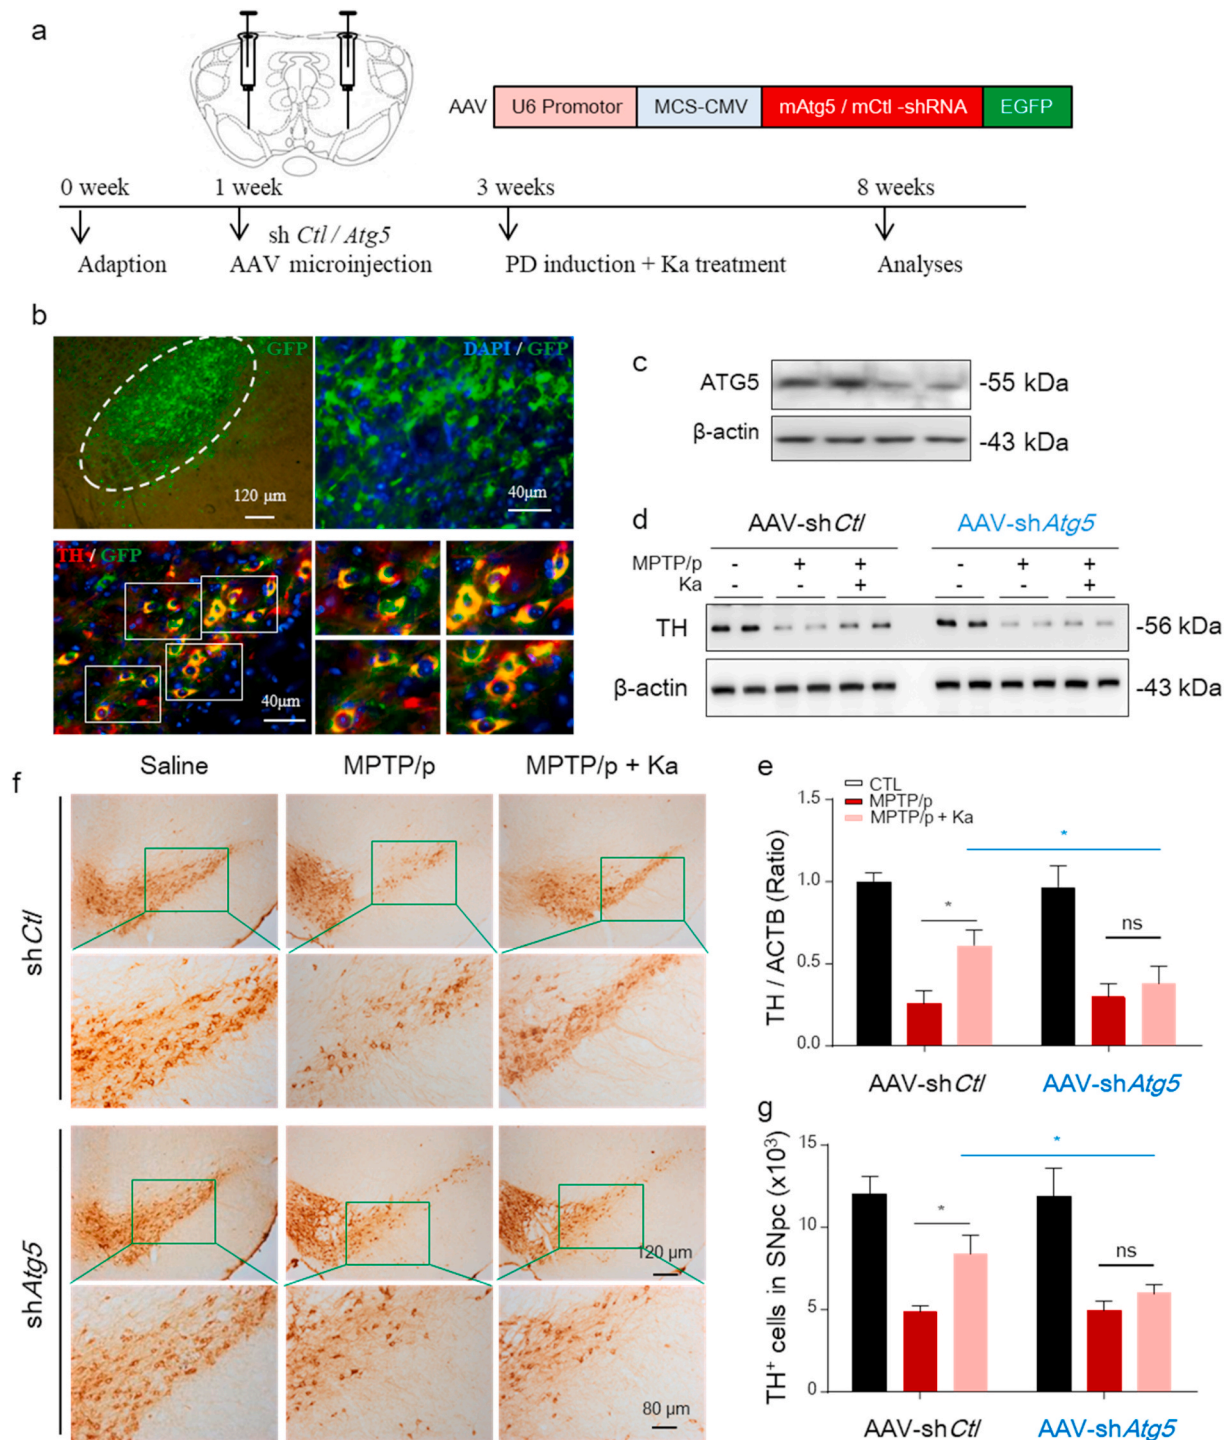 a
AAV
U6 Promotor
MCS-CMV
mAtg5 / mCtl -shRNA
EGFP
0 week
1 week
3 weeks
8 weeks
sh Ctl / Atg5
Adaption
AAV microinjection
PD induction + Ka treatment
Analyses
b
GFP
120 μm
DAPI / GFP
40μm
TH / GFP
40μm
c
ATG5
-55 kDa
β-actin
-43 kDa
d
AAV-shCtl
AAV-shAtg5
MPTP/p - + + - + +
Ka - - + - - +
TH
-56 kDa
β-actin
-43 kDa
f
Saline
MPTP/p
MPTP/p + Ka
shCtl
shAtg5
120 μm
80 μm
e
CTL
MPTP/p
MPTP/p + Ka
TH / ACTB (Ratio)
1.5
1.0
0.5
0.0
*
*
ns
AAV-shCtl
AAV-shAtg5
g
TH⁺ cells in SNpc (x10³)
15
10
5
0
*
*
ns
AAV-shCtl
AAV-shAtg5